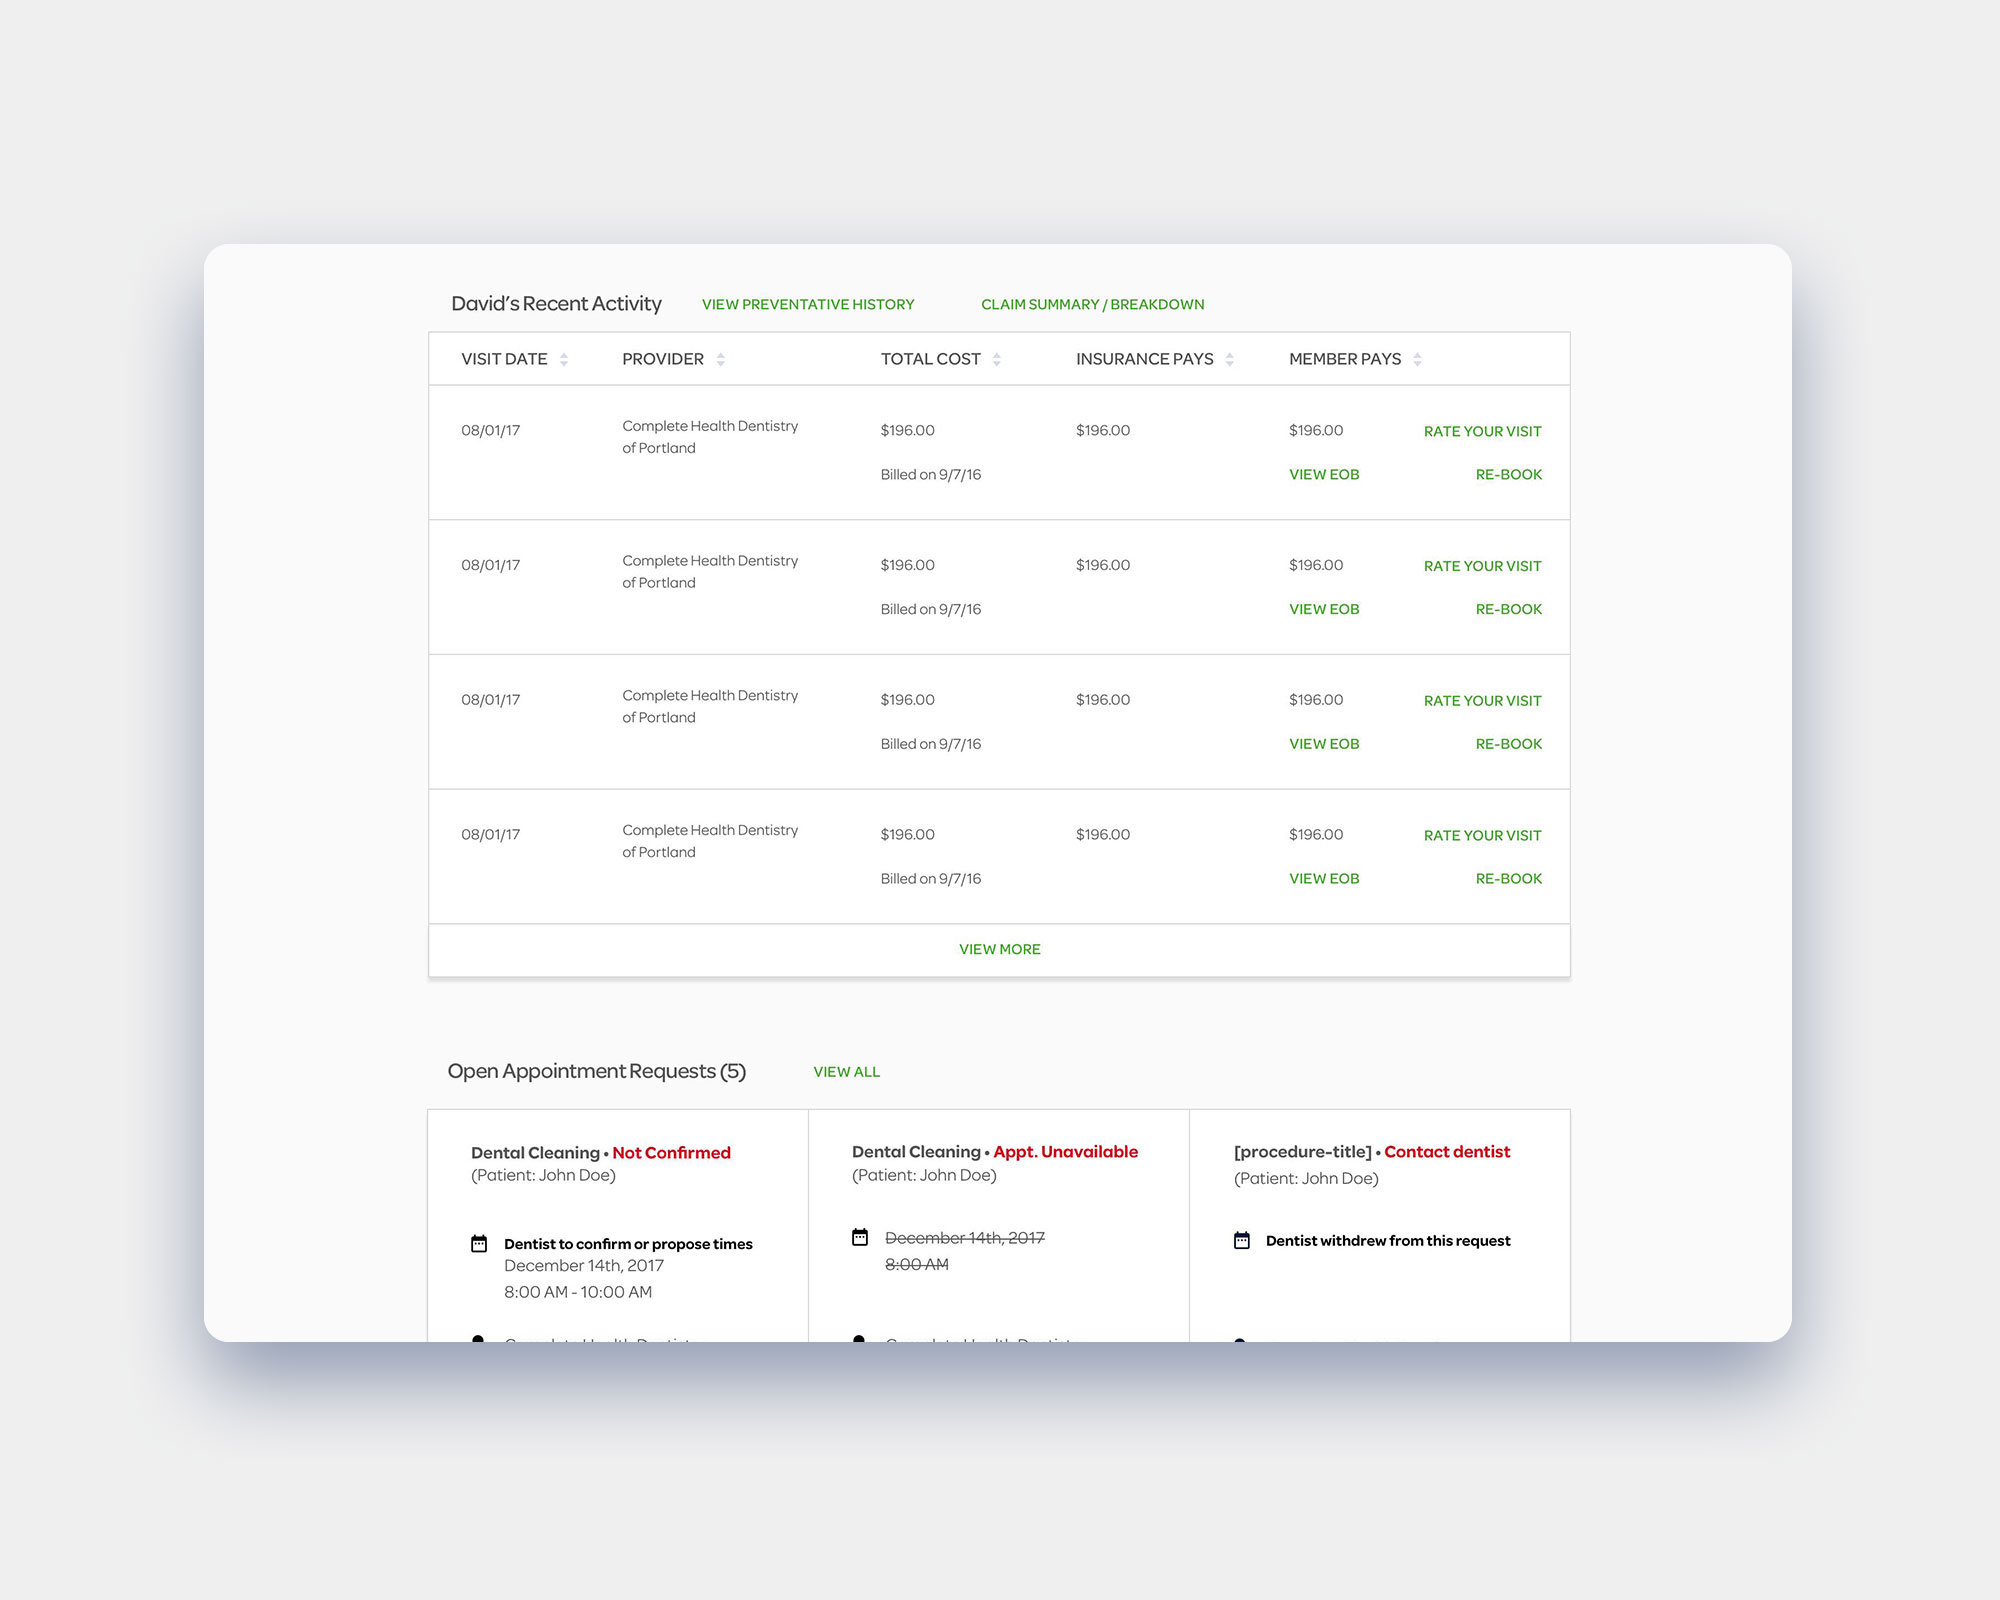 David's Recent Activity VIEW PREVENTATIVE HISTORY CLAIM SUMMARY / BREAKDOWN
VISIT DATE PROVIDER TOTAL COST INSURANCE PAYS MEMBER PAYS
08/01/17 Complete Health Dentistry $196.00 $196.00 $196.00 RATE YOUR VISIT
of Portland
Billed on 9/7/16 VIEW EOB RE-BOOK
08/01/17 Complete Health Dentistry $196.00 $196.00 $196.00 RATE YOUR VISIT
of Portland
Billed on 9/7/16 VIEW EOB RE-BOOK
08/01/17 Complete Health Dentistry $196.00 $196.00 $196.00 RATE YOUR VISIT
of Portland
Billed on 9/7/16 VIEW EOB RE-BOOK
08/01/17 Complete Health Dentistry $196.00 $196.00 $196.00 RATE YOUR VISIT
of Portland
Billed on 9/7/16 VIEW EOB RE-BOOK
VIEW MORE
Open Appointment Requests (5) VIEW ALL
Dental Cleaning • Not Confirmed
(Patient: John Doe)
Dentist to confirm or propose times
December 14th, 2017
8:00 AM - 10:00 AM
Dental Cleaning • Appt. Unavailable
(Patient: John Doe)
December 14th, 2017
8:00 AM
[procedure-title] • Contact dentist
(Patient: John Doe)
Dentist withdrew from this request